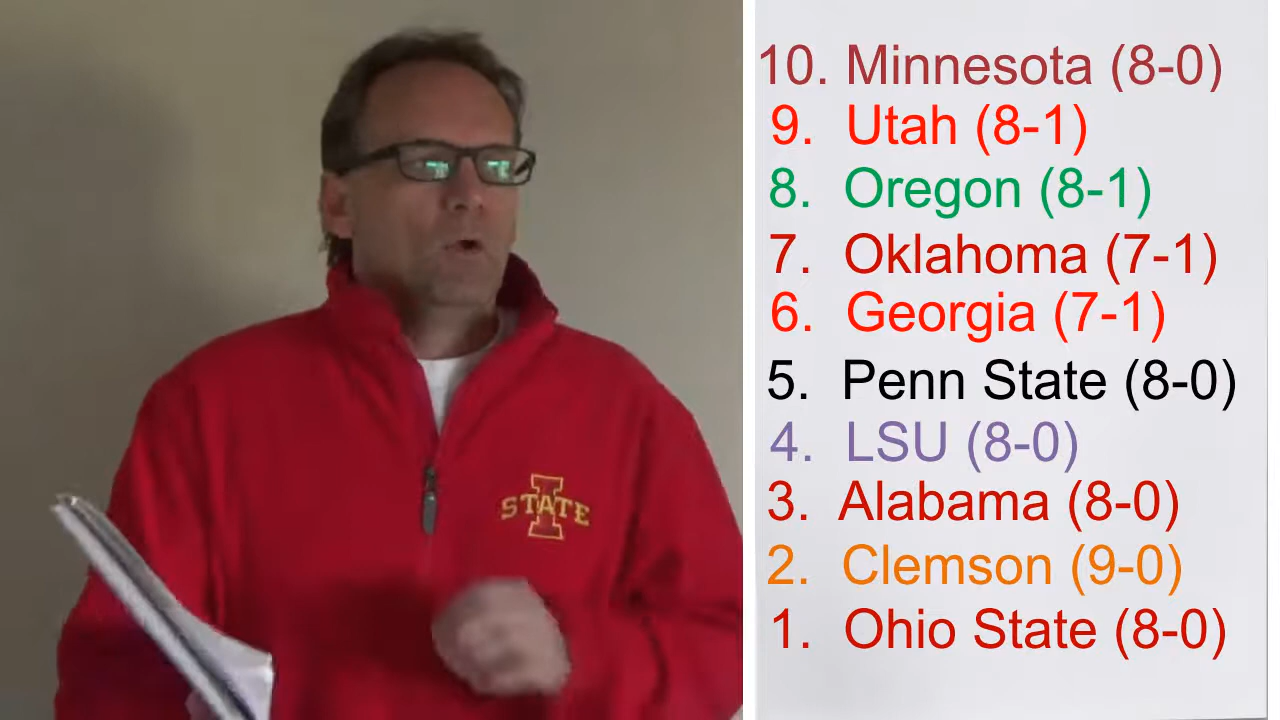 I
STATE
10. Minnesota (8-0)
9. Utah (8-1)
8. Oregon (8-1)
7. Oklahoma (7-1)
6. Georgia (7-1)
5. Penn State (8-0)
4. LSU (8-0)
3. Alabama (8-0)
2. Clemson (9-0)
1. Ohio State (8-0)